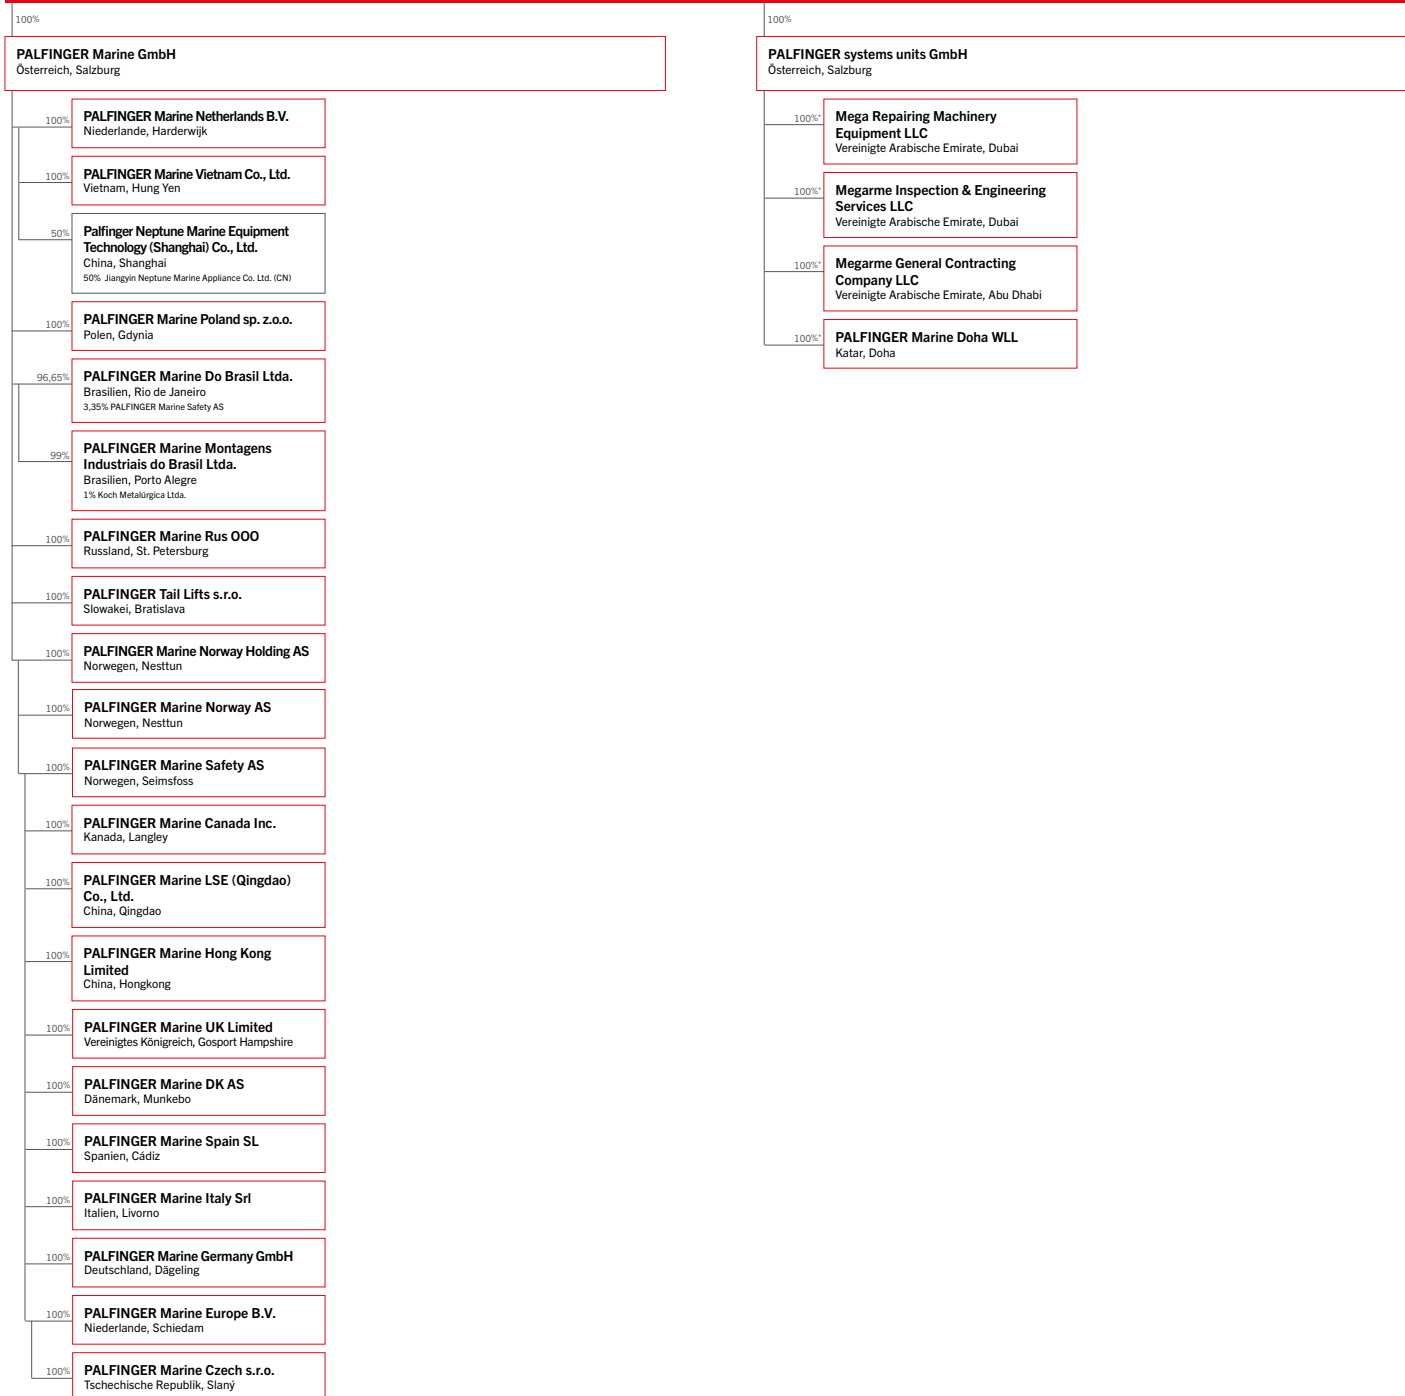 100%
PALFINGER Marine GmbH
Österreich, Salzburg
100%
PALFINGER Marine Netherlands B.V.
Niederlande, Harderwijk
100%
PALFINGER Marine Vietnam Co., Ltd.
Vietnam, Hung Yen
50%
Palfinger Neptune Marine Equipment
Technology (Shanghai) Co., Ltd.
China, Shanghai
50% Jiangyin Neptune Marine Appliance Co. Ltd. (CN)
100%
PALFINGER Marine Poland sp. z.o.o.
Polen, Gdynia
96,65%
PALFINGER Marine Do Brasil Ltda.
Brasilien, Rio de Janeiro
3,35% PALFINGER Marine Safety AS
99%
PALFINGER Marine Montagens
Industriais do Brasil Ltda.
Brasilien, Porto Alegre
1% Koch Metalúrgica Ltda.
100%
PALFINGER Marine Rus OOO
Russland, St. Petersburg
100%
PALFINGER Tail Lifts s.r.o.
Slowakei, Bratislava
100%
PALFINGER Marine Norway Holding AS
Norwegen, Nesttun
100%
PALFINGER Marine Norway AS
Norwegen, Nesttun
100%
PALFINGER Marine Safety AS
Norwegen, Seimsfoss
100%
PALFINGER Marine Canada Inc.
Kanada, Langley
100%
PALFINGER Marine LSE (Qingdao)
Co., Ltd.
China, Qingdao
100%
PALFINGER Marine Hong Kong
Limited
China, Hongkong
100%
PALFINGER Marine UK Limited
Vereinigtes Königreich, Gosport Hampshire
100%
PALFINGER Marine DK AS
Dänemark, Munkebo
100%
PALFINGER Marine Spain SL
Spanien, Cádiz
100%
PALFINGER Marine Italy Srl
Italien, Livorno
100%
PALFINGER Marine Germany GmbH
Deutschland, Dägeling
100%
PALFINGER Marine Europe B.V.
Niederlande, Schiedam
100%
PALFINGER Marine Czech s.r.o.
Tschechische Republik, Slaný
100%
PALFINGER systems units GmbH
Österreich, Salzburg
100%*
Mega Repairing Machinery
Equipment LLC
Vereinigte Arabische Emirate, Dubai
100%*
Megarme Inspection & Engineering
Services LLC
Vereinigte Arabische Emirate, Dubai
100%*
Megarme General Contracting
Company LLC
Vereinigte Arabische Emirate, Abu Dhabi
100%*
PALFINGER Marine Doha WLL
Katar, Doha